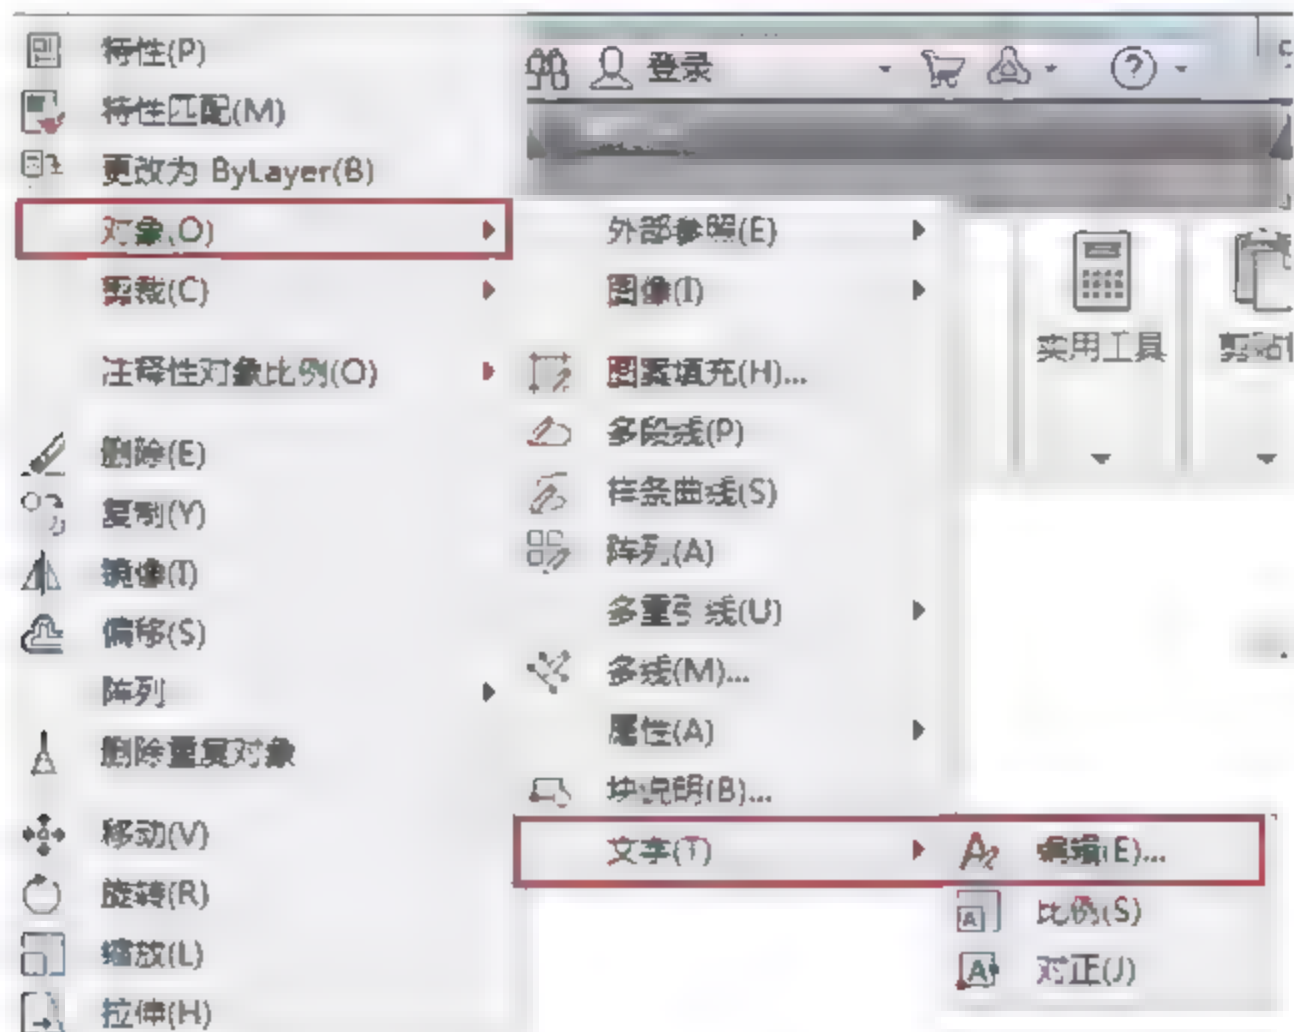 特性(P)
特性匹配(M)
更改为 ByLayer(B)
对象(O)
剪裁(C)
注释性对象比例(O)
删除(E)
复制(Y)
镜像(I)
偏移(S)
阵列
删除重复对象
移动(V)
旋转(R)
缩放(L)
拉伸(H)
登录
外部参照(E)
图像(I)
图案填充(H)...
多段线(P)
样条曲线(S)
阵列(A)
多重引线(U)
多线(M)...
属性(A)
块说明(B)...
文字(T)
编辑(E)...
比例(S)
对正(J)
实用工具
剪贴